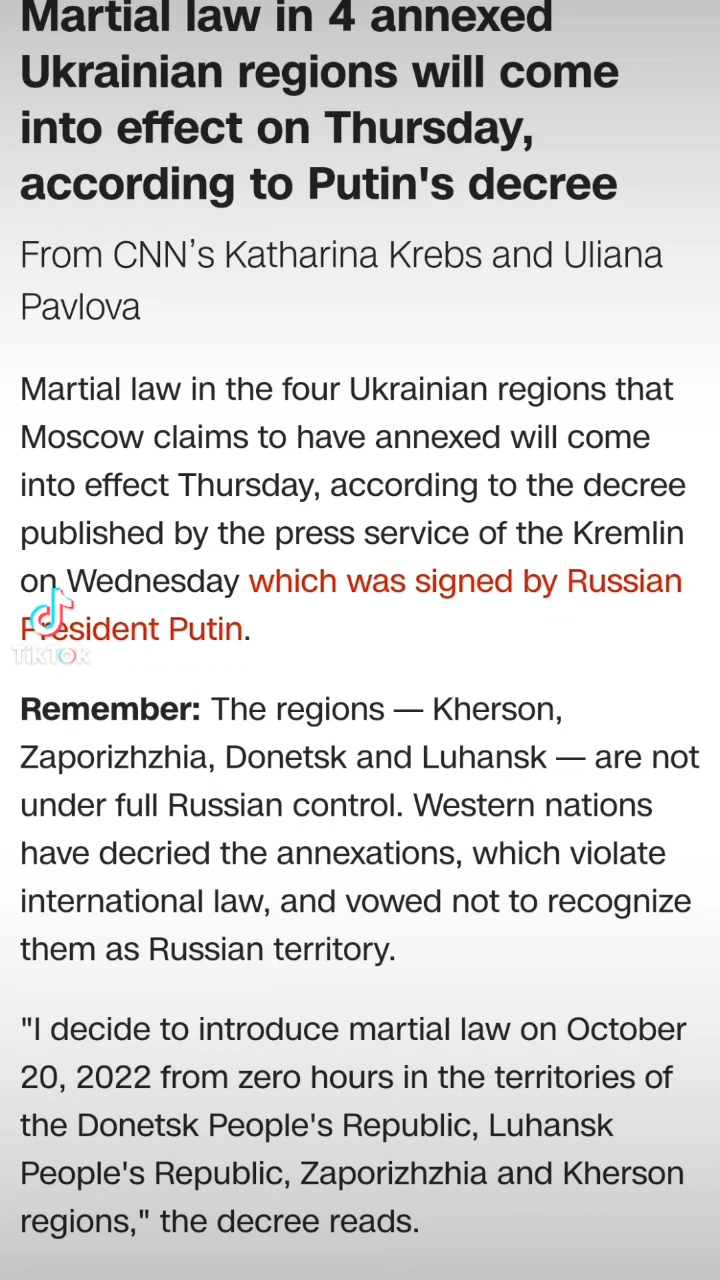 Martial law in 4 annexed
Ukrainian regions will come
into effect on Thursday,
according to Putin's decree
From CNN’s Katharina Krebs and Uliana
Pavlova
Martial law in the four Ukrainian regions that
Moscow claims to have annexed will come
into effect Thursday, according to the decree
published by the press service of the Kremlin
on Wednesday which was signed by Russian
President Putin.
TikTok
Remember: The regions — Kherson,
Zaporizhzhia, Donetsk and Luhansk — are not
under full Russian control. Western nations
have decried the annexations, which violate
international law, and vowed not to recognize
them as Russian territory.
"I decide to introduce martial law on October
20, 2022 from zero hours in the territories of
the Donetsk People's Republic, Luhansk
People's Republic, Zaporizhzhia and Kherson
regions," the decree reads.